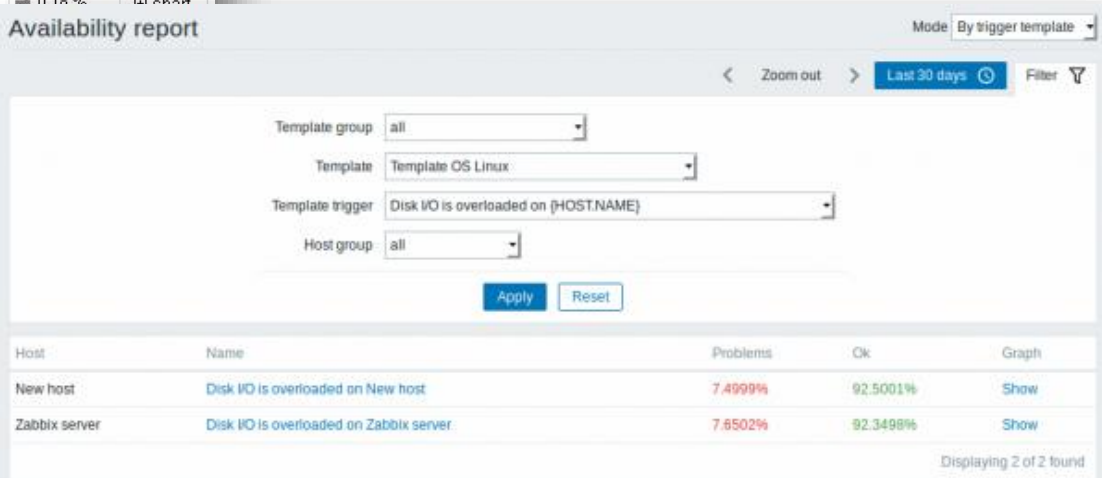 Availability report
Mode By trigger template
Zoom out Last 30 days Filter
Template group all
Template Template OS Linux
Template trigger Disk I/O is overloaded on {HOST.NAME}
Host group all
Apply Reset
Host Name Problems Ok Graph
New host Disk I/O is overloaded on New host 7.4999% 92.5001% Show
Zabbix server Disk I/O is overloaded on Zabbix server 7.6502% 92.3498% Show
Displaying 2 of 2 found